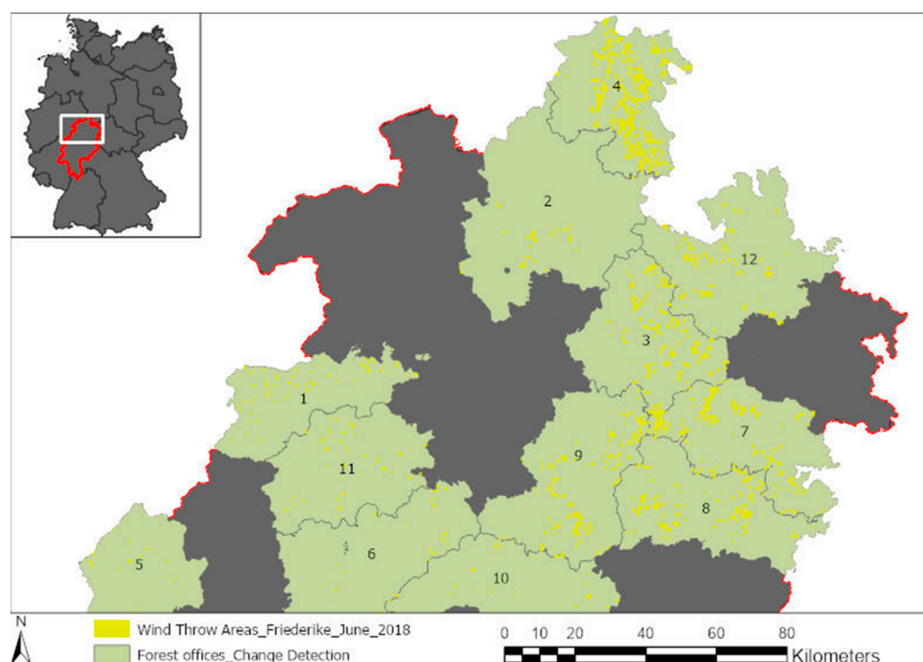 4
2
12
3
1
7
9
11
8
6
5
10
N
Wind Throw Areas_Friederike_June_2018
Forest offices_Change Detection
0 10 20 40 60 80
Kilometers